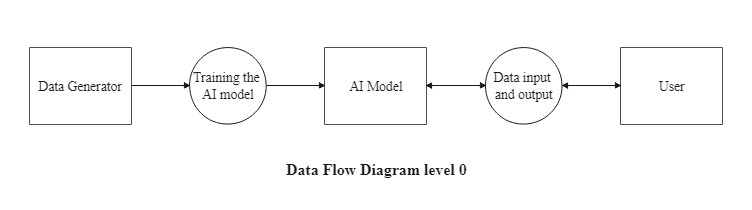 Data Generator
Training the
AI model
AI Model
Data input
and output
User
Data Flow Diagram level 0